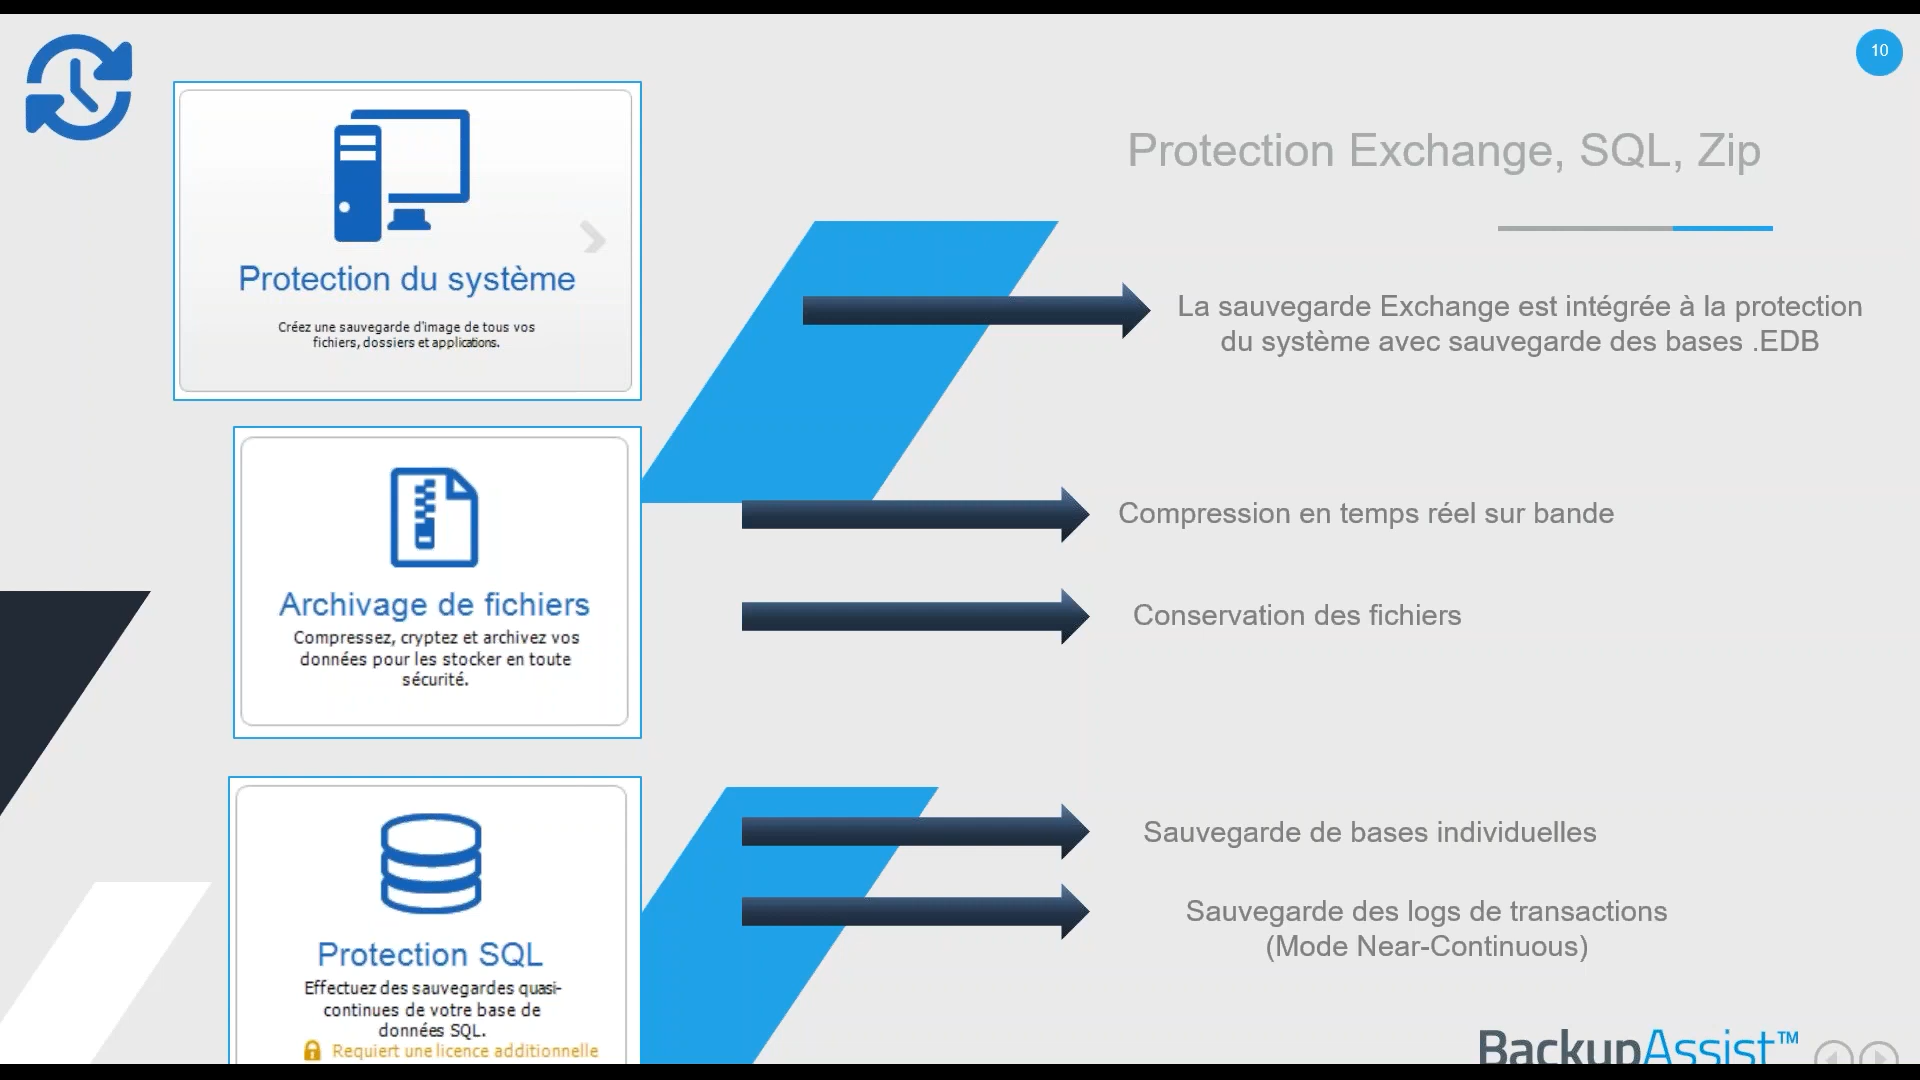 10
Protection Exchange, SQL, Zip
Protection du système
Créez une sauvegarde d'image de tous vos
fichiers, dossiers et applications.
La sauvegarde Exchange est intégrée à la protection
du système avec sauvegarde des bases .EDB
Archivage de fichiers
Compressez, cryptez et archivez vos
données pour les stocker en toute
sécurité.
Compression en temps réel sur bande
Conservation des fichiers
Protection SQL
Effectuez des sauvegardes quasi-
continues de votre base de
données SQL.
Requiert une licence additionnelle
Sauvegarde de bases individuelles
Sauvegarde des logs de transactions
(Mode Near-Continuous)
BackupAssist™